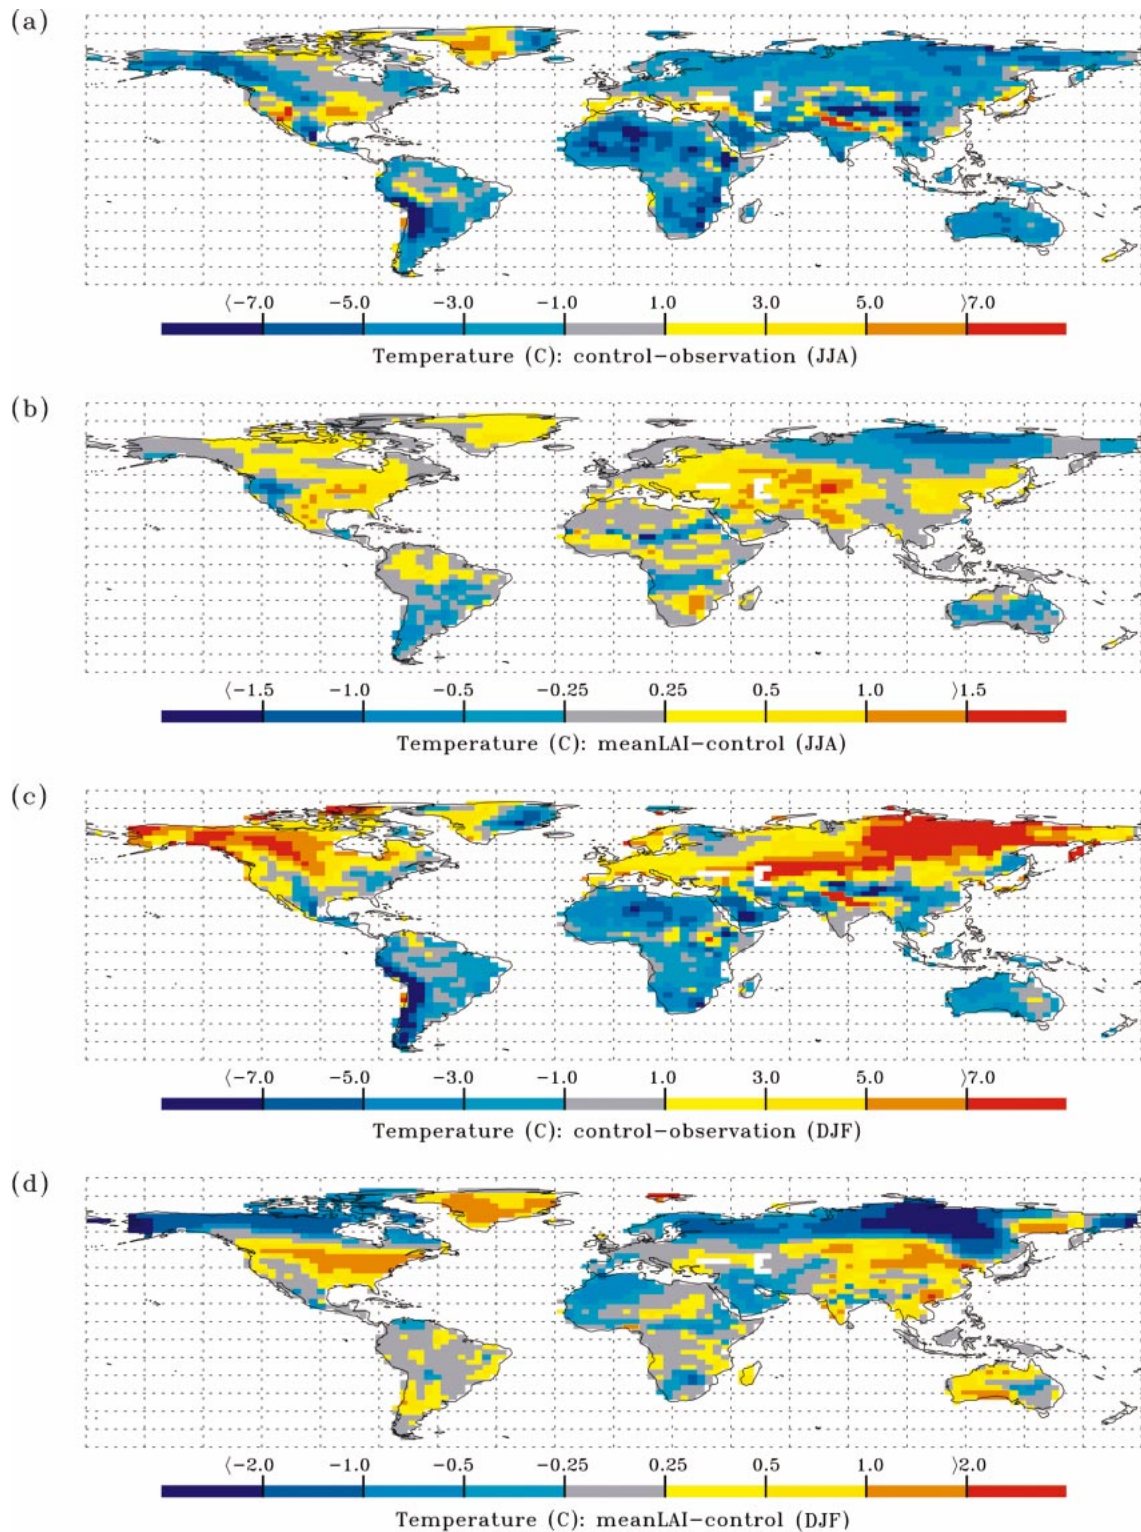 (a)
⟨−7.0 −5.0 −3.0 −1.0 1.0 3.0 5.0 ⟩7.0
Temperature (C): control−observation (JJA)
(b)
⟨−1.5 −1.0 −0.5 −0.25 0.25 0.5 1.0 ⟩1.5
Temperature (C): meanLAI−control (JJA)
(c)
⟨−7.0 −5.0 −3.0 −1.0 1.0 3.0 5.0 ⟩7.0
Temperature (C): control−observation (DJF)
(d)
⟨−2.0 −1.0 −0.5 −0.25 0.25 0.5 1.0 ⟩2.0
Temperature (C): meanLAI−control (DJF)